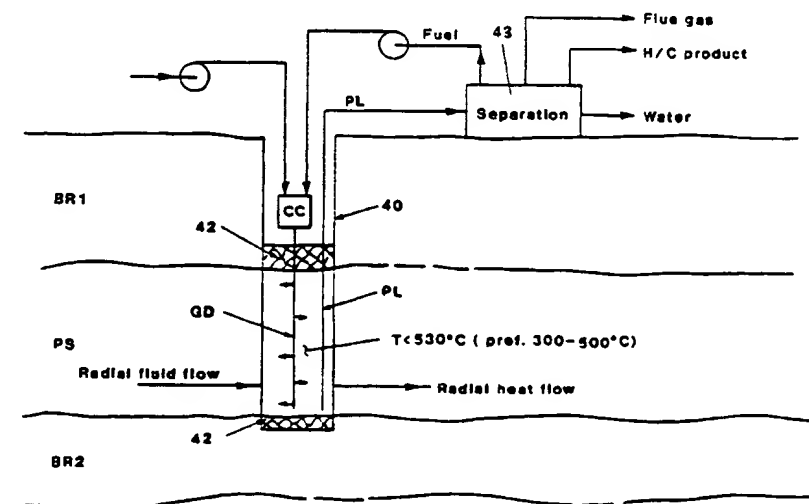 Flue gas
Fuel
43
H/C product
PL
Separation
Water
BR1
CC
40
42
PL
GD
T<530°C ( pref. 300-500°C)
PS
Radial fluid flow
Radial heat flow
42
BR2